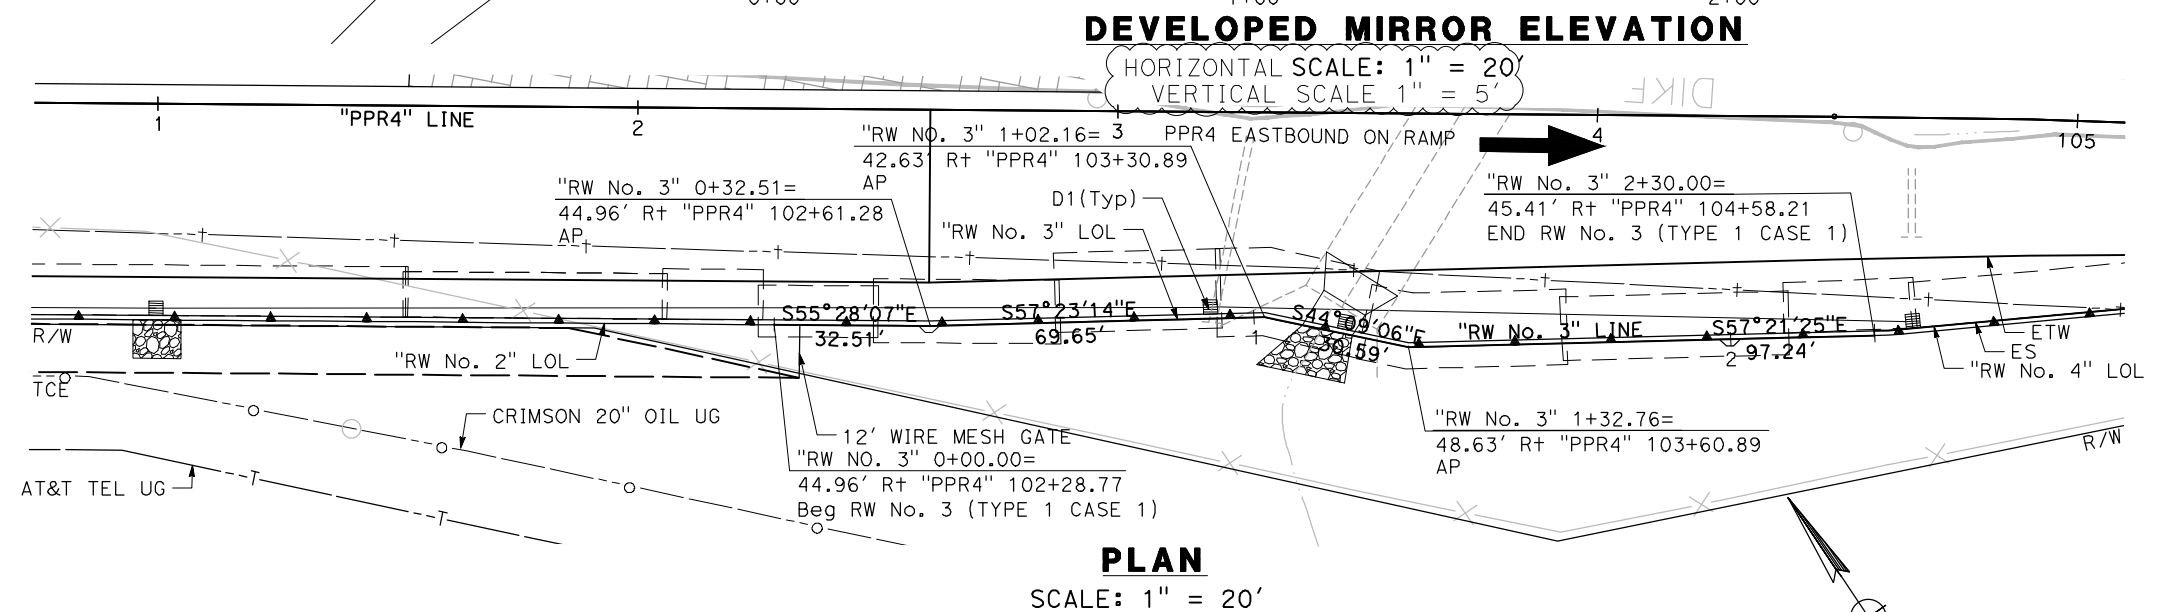 DEVELOPED MIRROR ELEVATION
HORIZONTAL SCALE: 1" = 20'
VERTICAL SCALE 1" = 5'
DIKE
1
"PPR4" LINE
2
3
PPR4 EASTBOUND ON RAMP
4
105
"RW NO. 3" 1+02.16=
42.63' Rt "PPR4" 103+30.89
AP
"RW No. 3" 0+32.51=
44.96' Rt "PPR4" 102+61.28
AP
D1(Typ)
"RW No. 3" LOL
"RW No. 3" 2+30.00=
45.41' Rt "PPR4" 104+58.21
END RW No. 3 (TYPE 1 CASE 1)
S55°28'07"E
32.51'
S57°23'14"E
69.65'
1
S44°09'06"E
30.59'
"RW No. 3" LINE
S57°21'25"E
97.24'
2
R/W
"RW No. 2" LOL
TCE
ETW
ES
"RW No. 4" LOL
CRIMSON 20" OIL UG
12' WIRE MESH GATE
"RW NO. 3" 0+00.00=
44.96' Rt "PPR4" 102+28.77
Beg RW No. 3 (TYPE 1 CASE 1)
"RW No. 3" 1+32.76=
48.63' Rt "PPR4" 103+60.89
AP
R/W
AT&T TEL UG
T
T
PLAN
SCALE: 1" = 20'